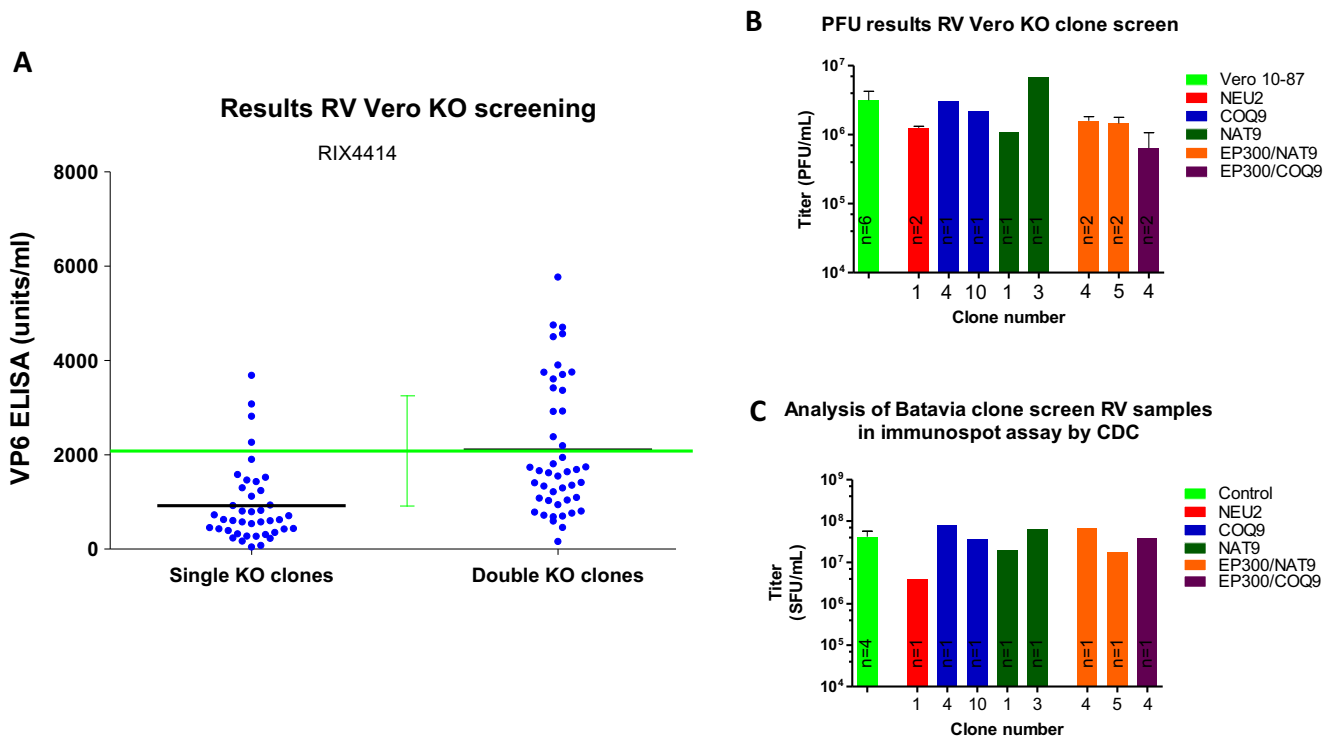 A
Results RV Vero KO screening
RIX4414
VP6 ELISA (units/ml)
8000
6000
4000
2000
0
Single KO clones
Double KO clones
B
PFU results RV Vero KO clone screen
Titer (PFU/mL)
10⁷
10⁶
10⁵
10⁴
n=6
n=2
n=1
n=1
n=1
n=1
n=2
n=2
n=2
1 4 10 1 3 4 5 4
Clone number
Vero 10-87
NEU2
COQ9
NAT9
EP300/NAT9
EP300/COQ9
C
Analysis of Batavia clone screen RV samples
in immunospot assay by CDC
Titer
(SFU/mL)
10⁹
10⁸
10⁷
10⁶
10⁵
10⁴
n=4
n=1
n=1
n=1
n=1
n=1
n=1
n=1
n=1
1 4 10 1 3 4 5 4
Clone number
Control
NEU2
COQ9
NAT9
EP300/NAT9
EP300/COQ9